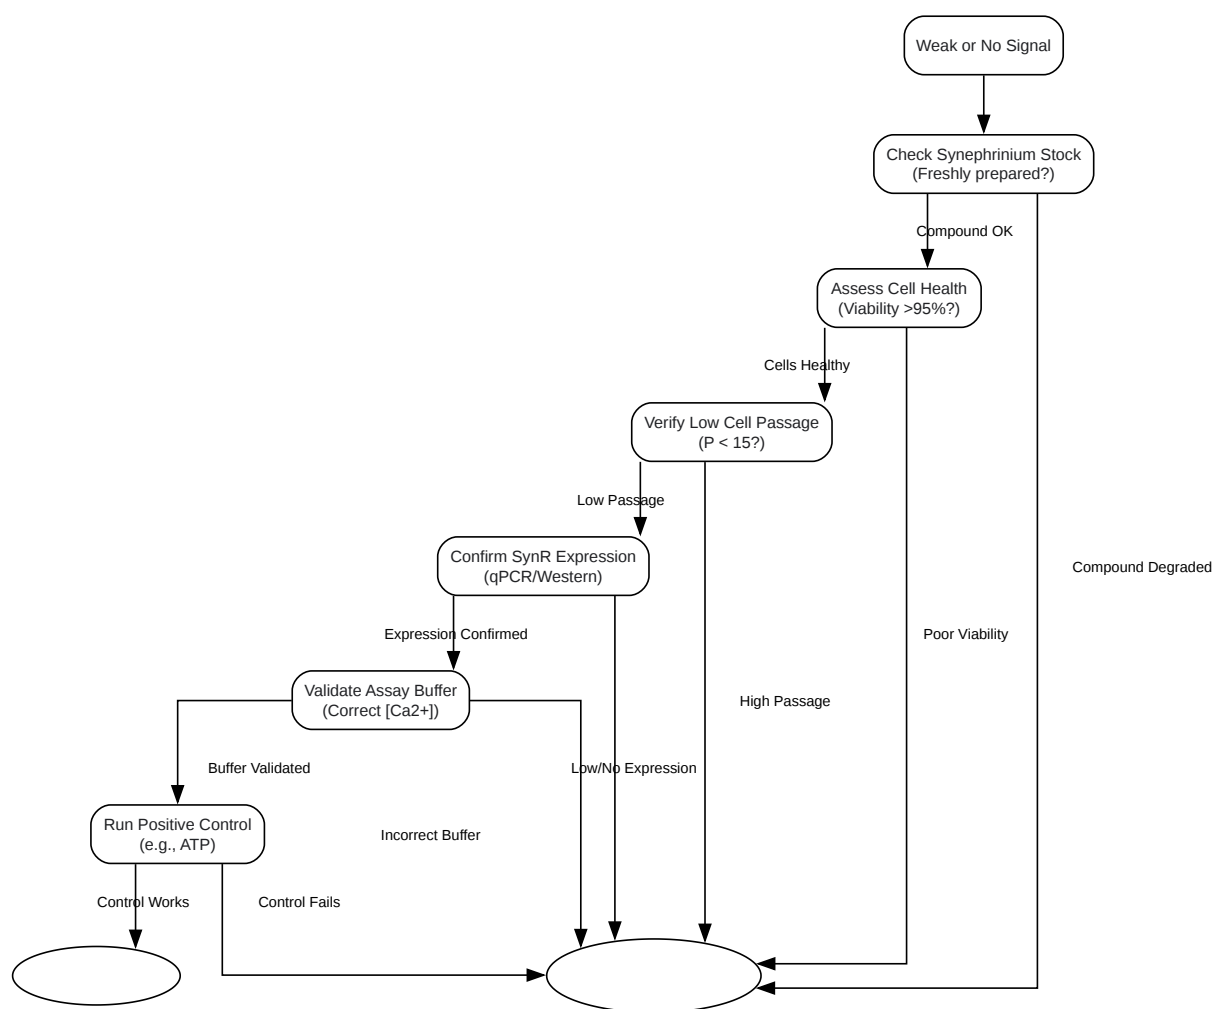 Weak or No Signal
Check Synephrinium Stock
(Freshly prepared?)
Compound OK
Assess Cell Health
(Viability >95%?)
Cells Healthy
Verify Low Cell Passage
(P < 15?)
Low Passage
Confirm SynR Expression
(qPCR/Western)
Compound Degraded
Expression Confirmed
Poor Viability
Validate Assay Buffer
(Correct [Ca2+])
High Passage
Buffer Validated
Low/No Expression
Run Positive Control
(e.g., ATP)
Incorrect Buffer
Control Works
Control Fails